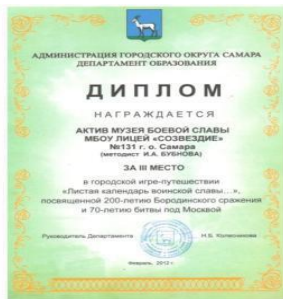 АДМИНИСТРАЦИЯ ГОРОДСКОГО ОКРУГА САМАРА
ДЕПАРТАМЕНТ ОБРАЗОВАНИЯ
ДИПЛОМ
НАГРАЖДАЕТСЯ
АКТИВ МУЗЕЯ БОЕВОЙ СЛАВЫ
МБОУ ЛИЦЕЙ «СОЗВЕЗДИЕ»
№131 г. о. Самара
(методист И.А. БУБНОВА)
ЗА III МЕСТО
в городской игре-путешествии
«Листая календарь воинской славы…»,
посвященной 200-летию Бородинского сражения
и 70-летию битвы под Москвой
Руководитель Департамента Н.Б. Колесникова
Февраль, 2012 г.